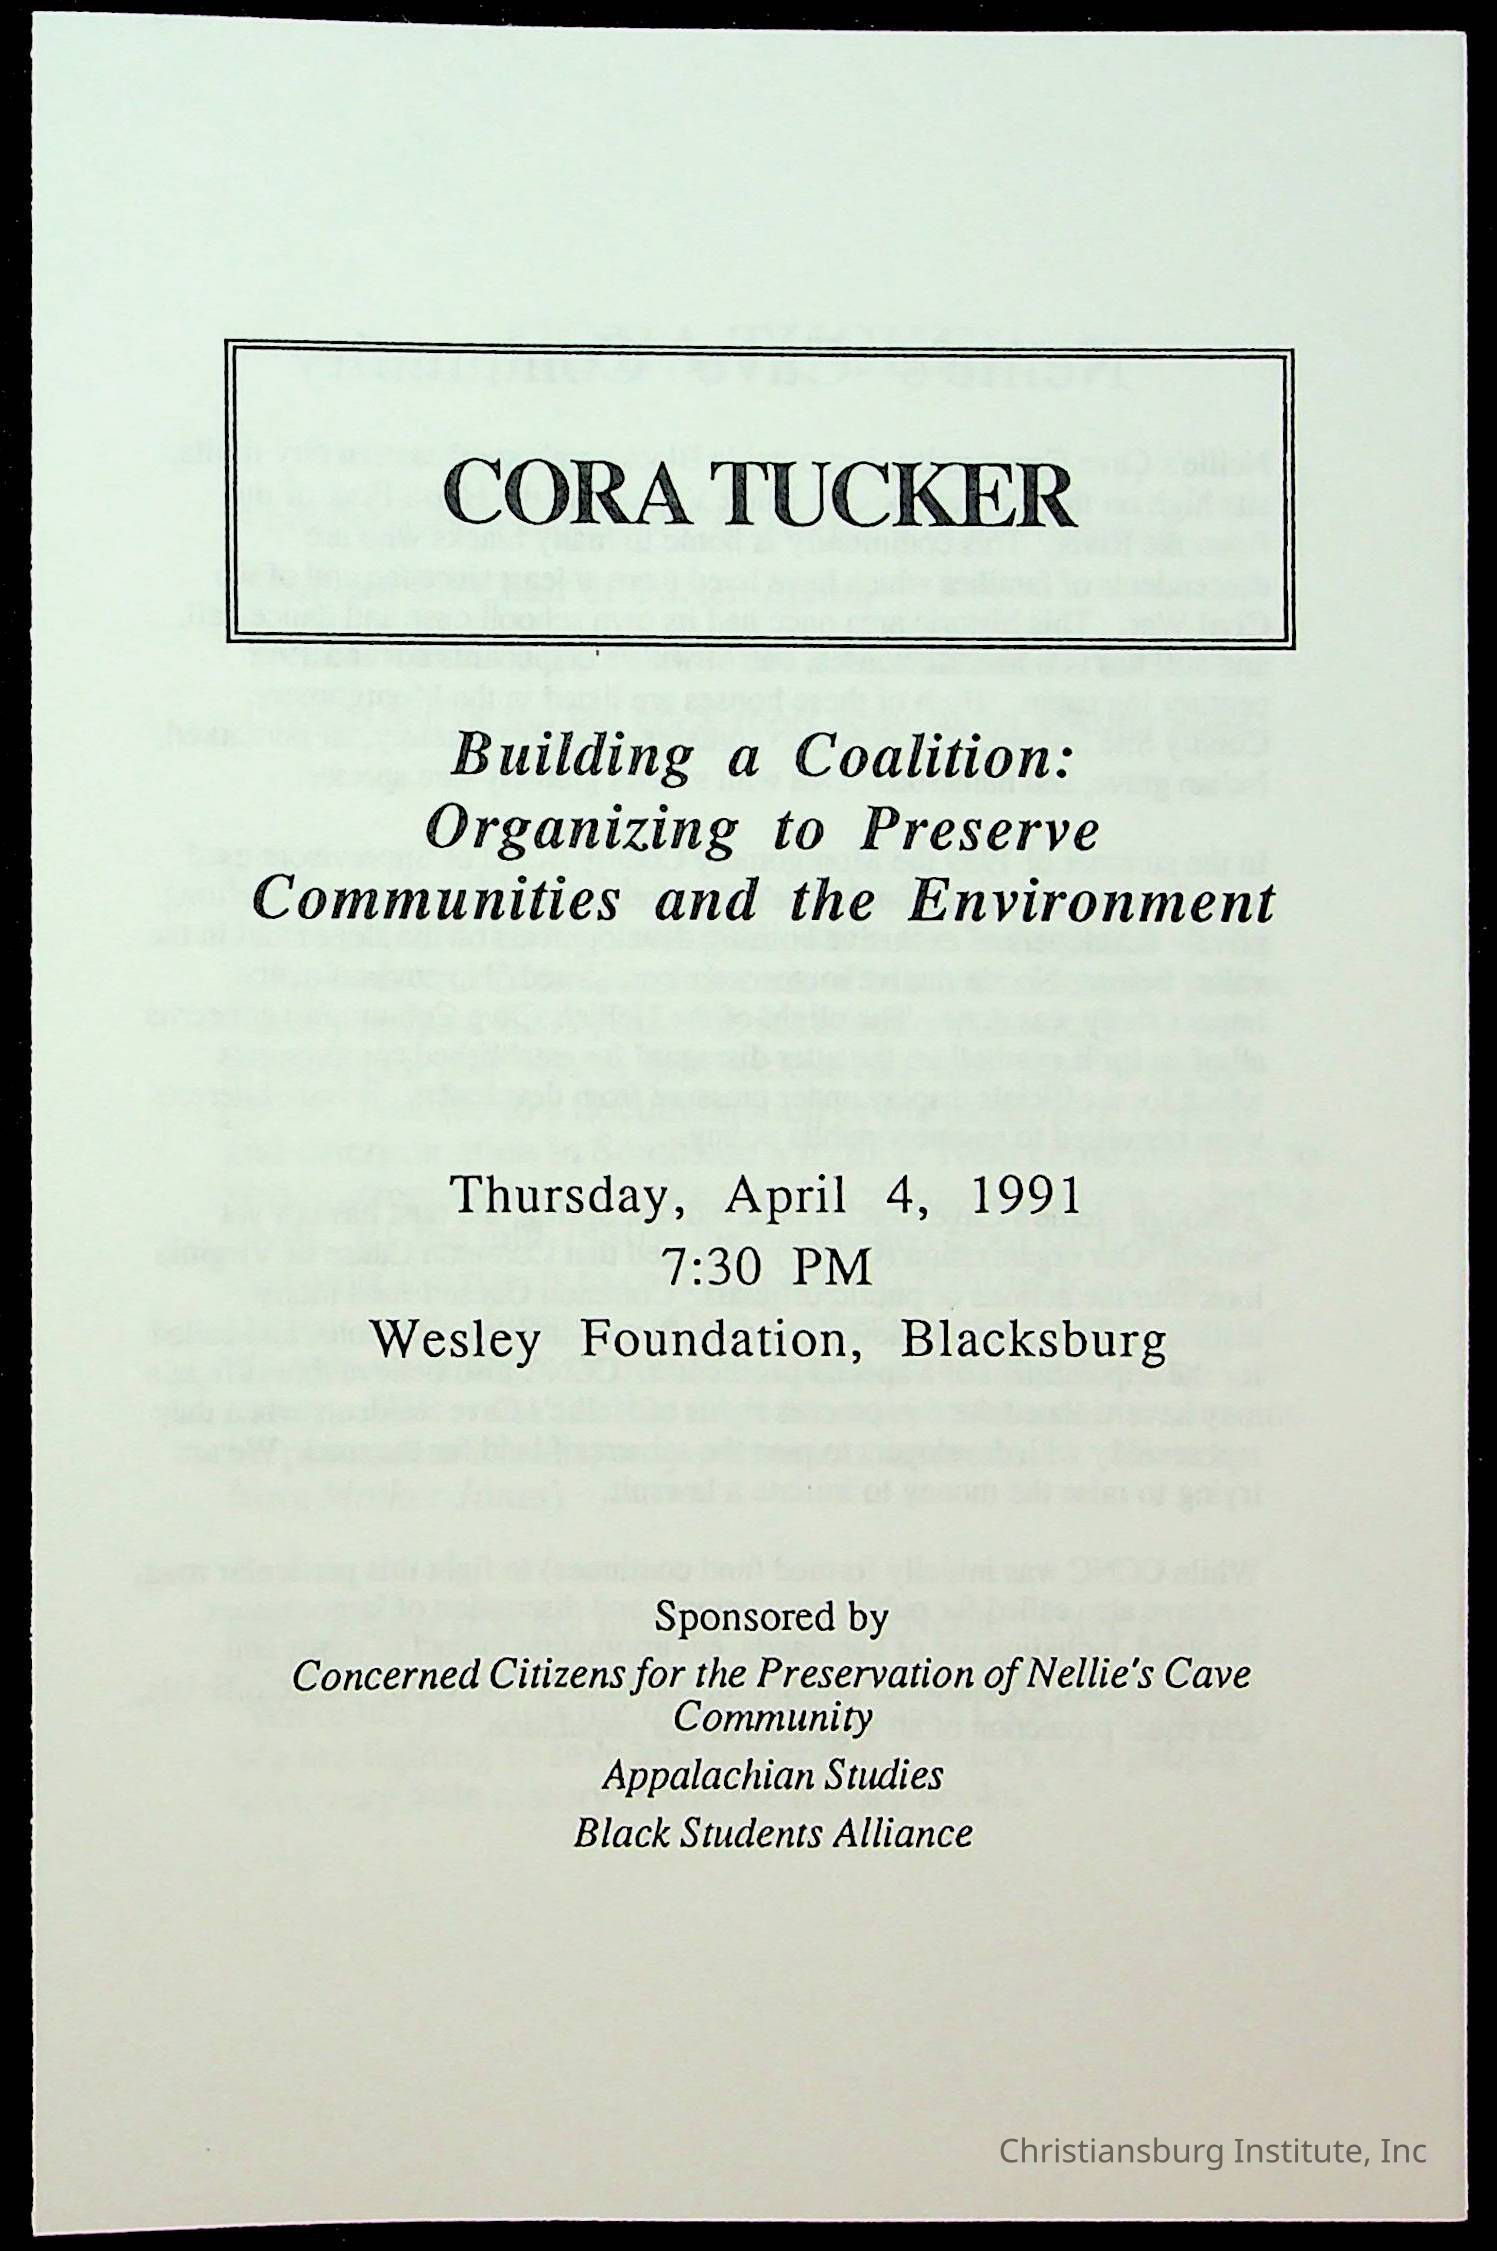 CORA TUCKER
Building a Coalition:
Organizing to Preserve
Communities and the Environment
Thursday, April 4, 1991
7:30 PM
Wesley Foundation, Blacksburg
Sponsored by
Concerned Citizens for the Preservation of Nellie's Cave
Community
Appalachian Studies
Black Students Alliance
Christiansburg Institute, Inc